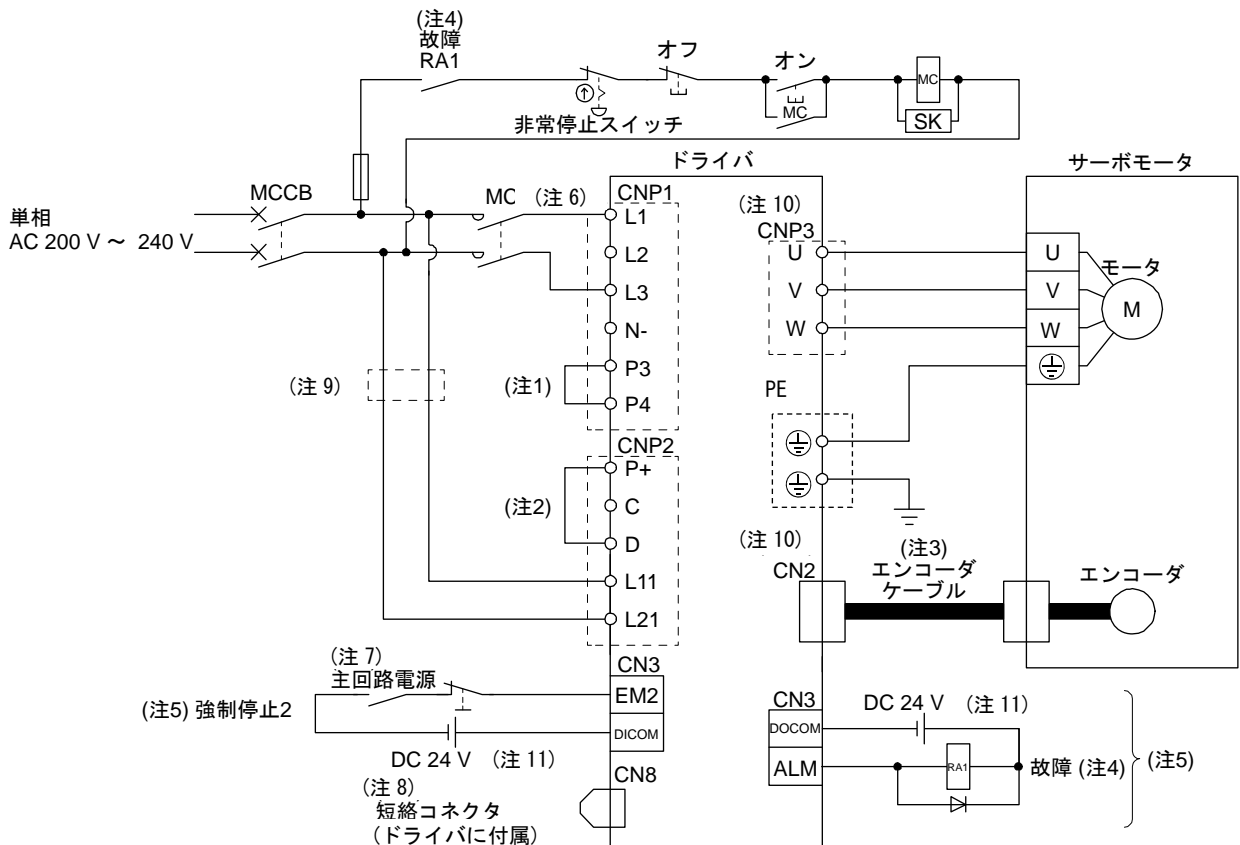 (注4)
故障
RA1
オフ
オン
MC
MC
SK
非常停止スイッチ
ドライバ
サーボモータ
MCCB
MC
(注 6)
CNP1
単相
AC 200 V ～ 240 V
L1
L2
L3
N-
P3
P4
(注1)
(注 9)
CNP2
P+
C
D
L11
L21
(注2)
(注 10)
CNP3
U
V
W
U
V
W
モータ
M
PE
(注 10)
CN2
(注3)
エンコーダ
ケーブル
エンコーダ
(注 7)
主回路電源
(注5) 強制停止2
CN3
EM2
DICOM
DC 24 V (注 11)
(注 8)
短絡コネクタ
(ドライバに付属)
CN8
CN3
DOCOM
ALM
DC 24 V (注 11)
RA1
故障 (注4)
(注5)